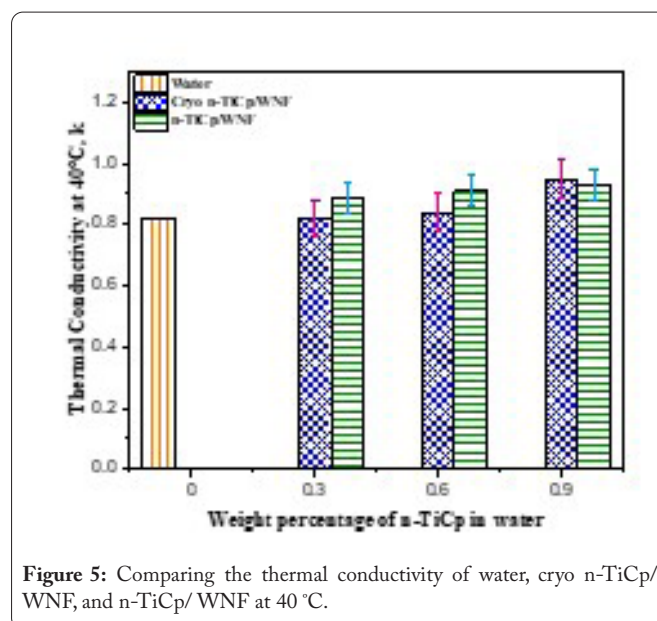 Water
Cryo n-TiCp/WNF
n-TiCp/WNF
Thermal Conductivity at 40°C, k
1.2
1.0
0.8
0.6
0.4
0.2
0.0
0 0.3 0.6 0.9
Weight percentage of n-TiCp in water
Figure 5: Comparing the thermal conductivity of water, cryo n-TiCp/
WNF, and n-TiCp/ WNF at 40 °C.